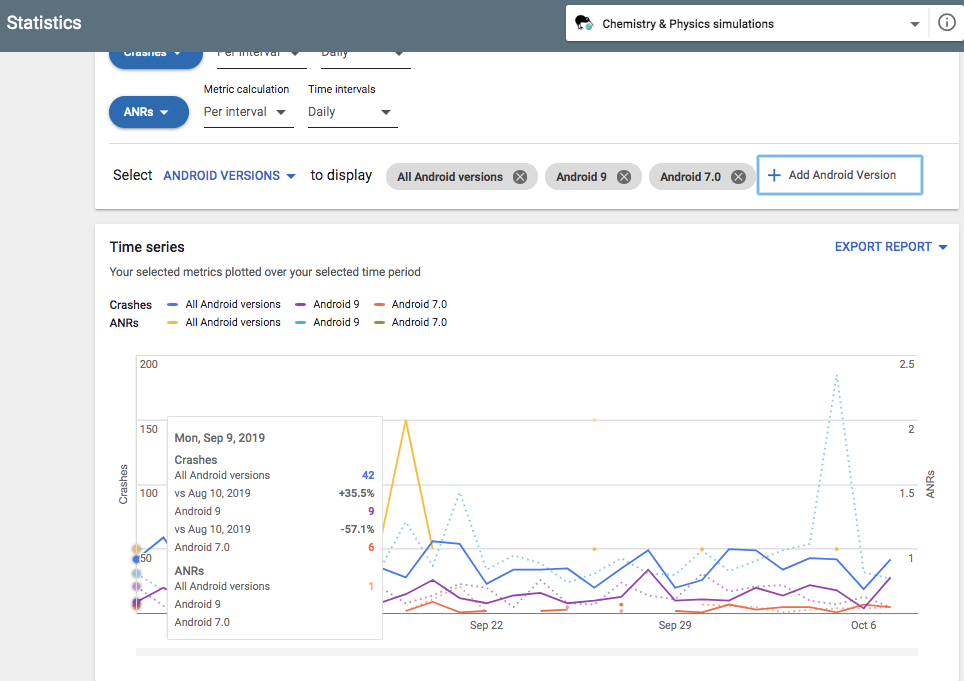 Statistics
Chemistry & Physics simulations
Crashes
Per interval
Daily
Metric calculation
Time intervals
ANRs
Per interval
Daily
Select ANDROID VERSIONS to display All Android versions Android 9 Android 7.0 + Add Android Version
Time series
EXPORT REPORT
Your selected metrics plotted over your selected time period
Crashes All Android versions Android 9 Android 7.0
ANRs All Android versions Android 9 Android 7.0
200
2.5
150
2
100
1.5
50
1
Crashes
ANRs
Mon, Sep 9, 2019
Crashes
All Android versions 42
vs Aug 10, 2019 +35.5%
Android 9 9
vs Aug 10, 2019 -57.1%
Android 7.0 6
ANRs
All Android versions 1
Android 9
Android 7.0
Sep 22
Sep 29
Oct 6